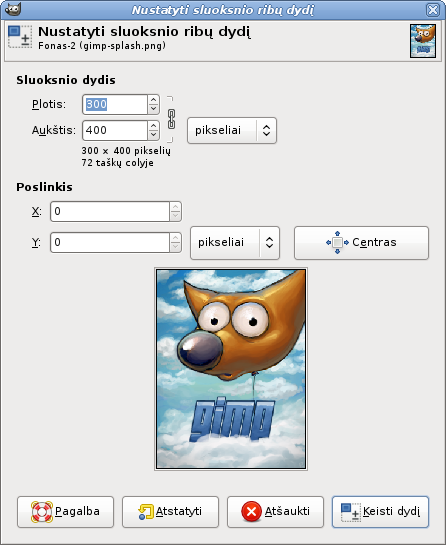 Nustatyti sluoksnio ribų dydį
Nustatyti sluoksnio ribų dydį
Fonas-2 (gimp-splash.png)
Sluoksnio dydis
Plotis: 300
Aukštis: 400 pikseliai
300 × 400 pikselių
72 taškų colyje
Poslinkis
X: 0
Y: 0 pikseliai Centras
gimp
Pagalba Atstatyti Atšaukti Keisti dydį